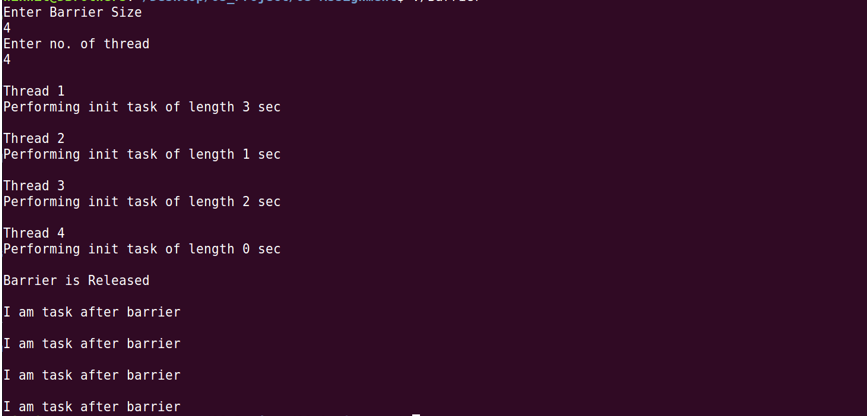 Enter Barrier Size
4
Enter no. of thread
4
Thread 1
Performing init task of length 3 sec
Thread 2
Performing init task of length 1 sec
Thread 3
Performing init task of length 2 sec
Thread 4
Performing init task of length 0 sec
Barrier is Released
I am task after barrier
I am task after barrier
I am task after barrier
I am task after barrier